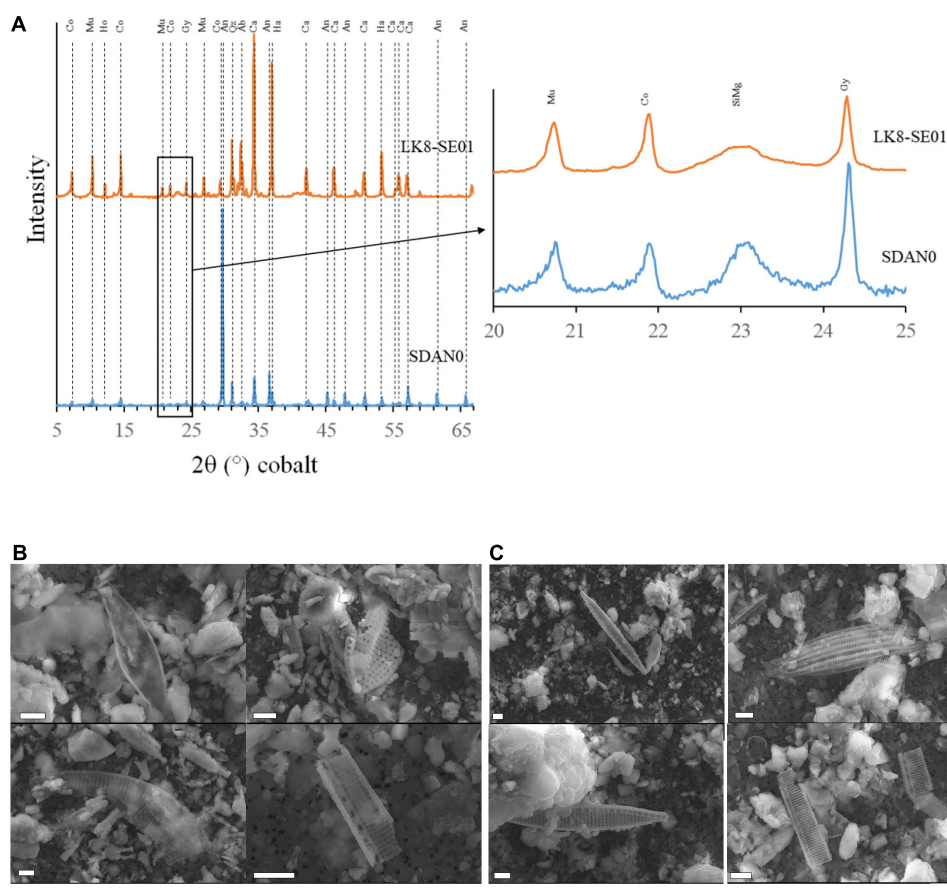 A
Co Mu Ho Co Mu Co Gy Mu Co An Qz Ab Ca An Ha Ca An Ca An Ca Ha Ca Ca Ca An An
LK8-SE01
SDAN0
Intensity
5 15 25 35 45 55 65
2θ (°) cobalt
Mu Co SiMg Gy
LK8-SE01
SDAN0
20 21 22 23 24 25
B
C